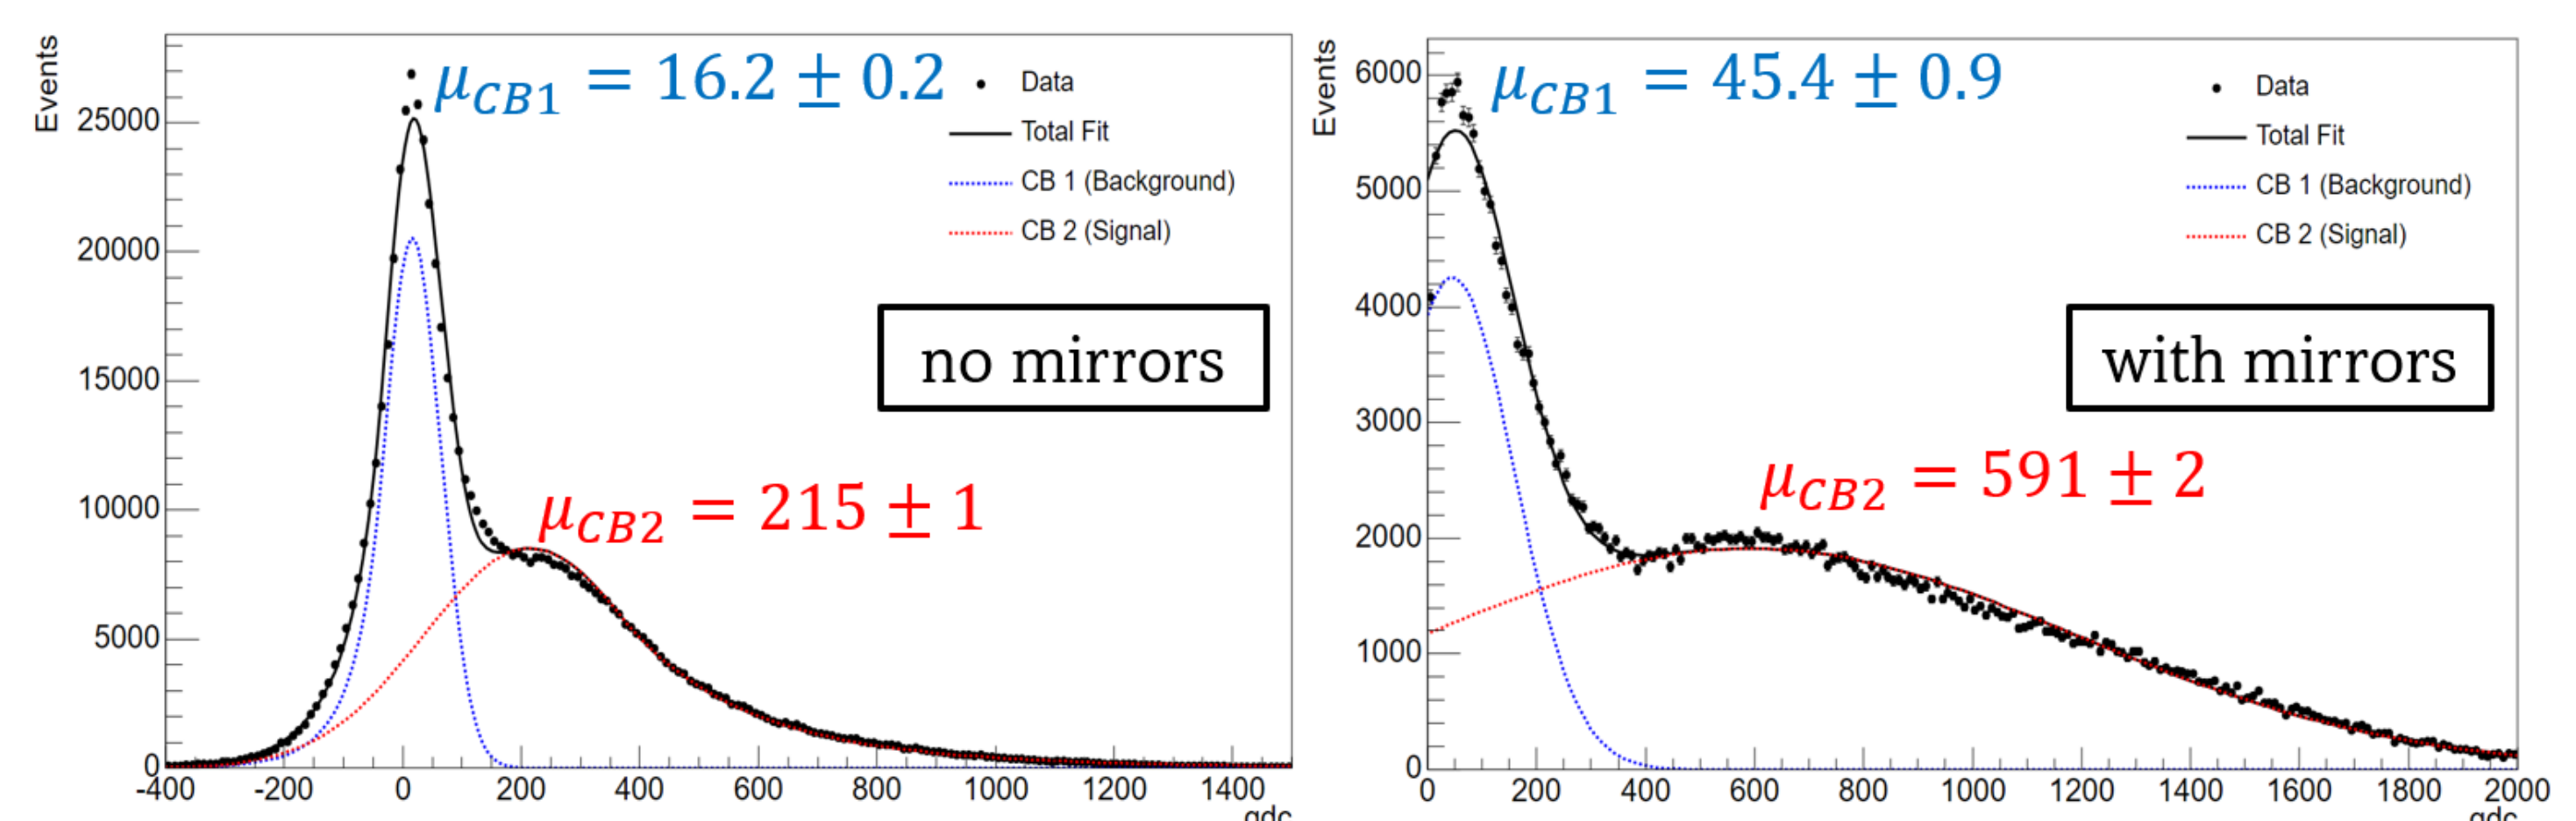 Events
25000
20000
15000
10000
5000
0
-400 -200 0 200 400 600 800 1000 1200 1400
qdc
μCB1 = 16.2 ± 0.2
Data
Total Fit
CB 1 (Background)
CB 2 (Signal)
no mirrors
μCB2 = 215 ± 1
Events
6000
5000
4000
3000
2000
1000
0
0 200 400 600 800 1000 1200 1400 1600 1800 2000
qdc
μCB1 = 45.4 ± 0.9
Data
Total Fit
CB 1 (Background)
CB 2 (Signal)
with mirrors
μCB2 = 591 ± 2